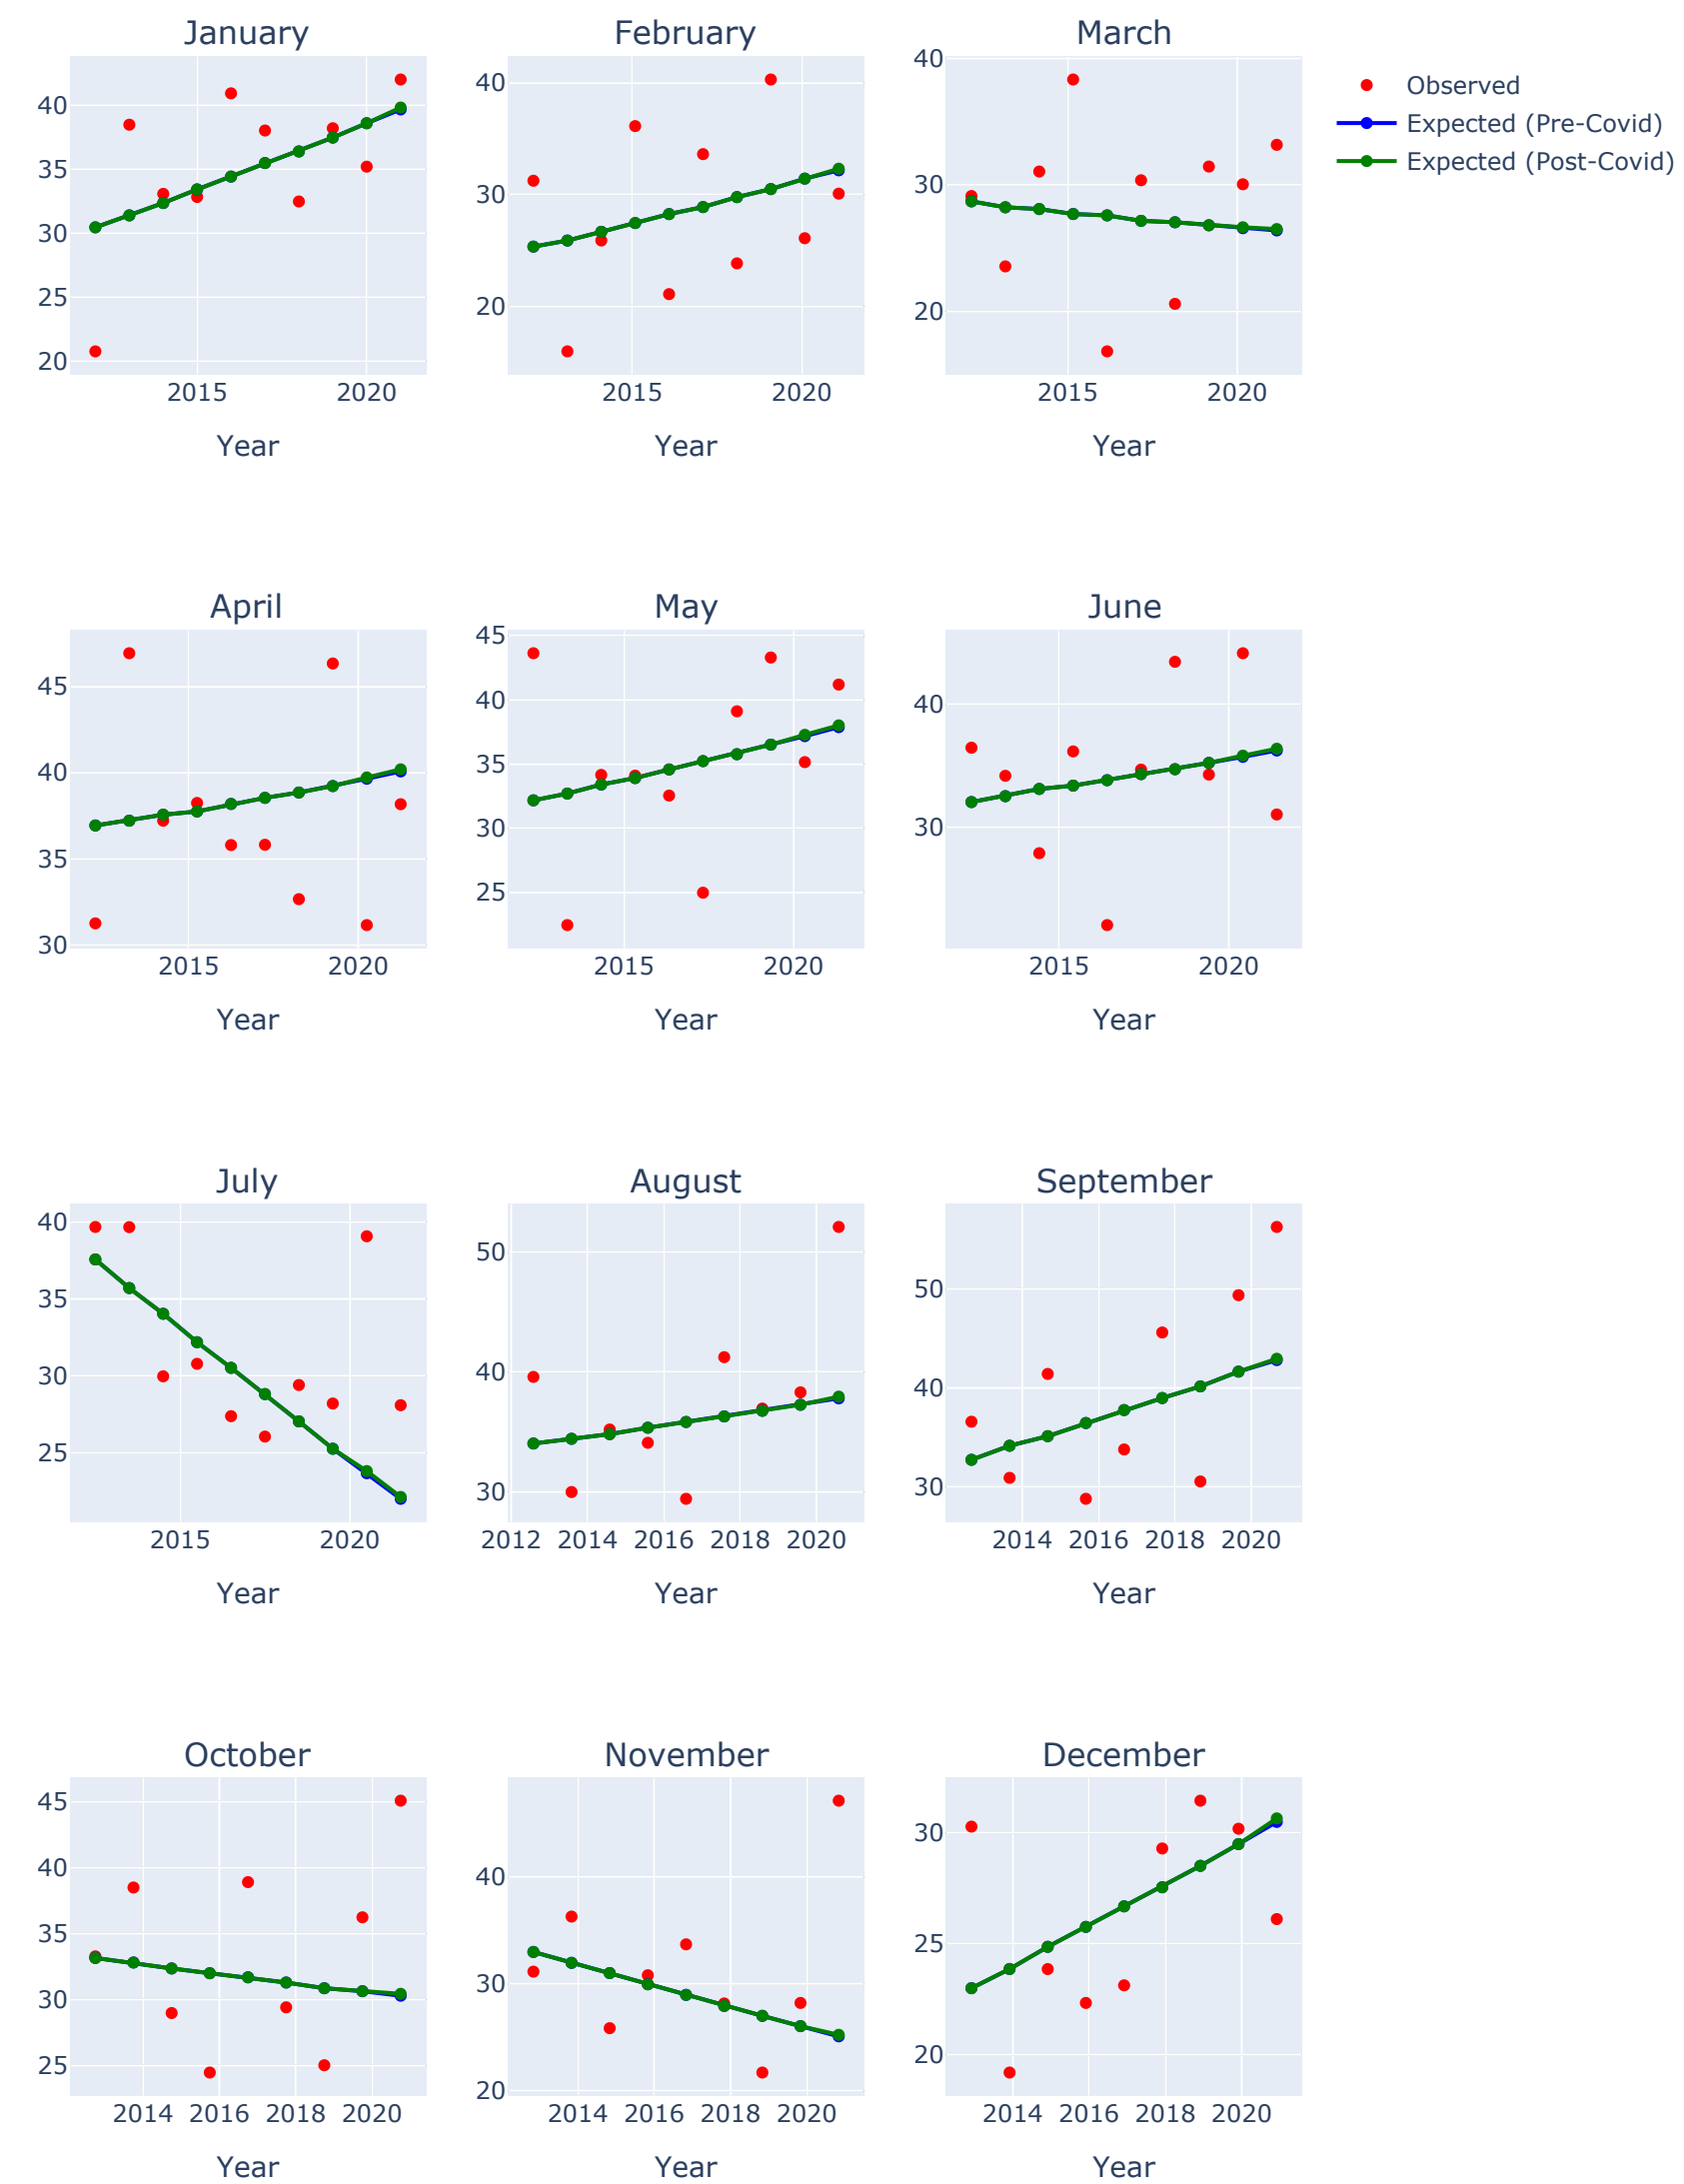 January
February
March
40
35
30
25
20
2015
2020
Year
40
30
20
2015
2020
Year
40
30
20
2015
2020
Year
Observed
Expected (Pre-Covid)
Expected (Post-Covid)
April
May
June
45
40
35
30
2015
2020
Year
45
40
35
30
25
2015
2020
Year
40
30
2015
2020
Year
July
August
September
40
35
30
25
2015
2020
Year
50
40
30
2012
2014
2016
2018
2020
Year
50
40
30
2014
2016
2018
2020
Year
October
November
December
45
40
35
30
25
2014
2016
2018
2020
Year
40
30
20
2014
2016
2018
2020
Year
30
25
20
2014
2016
2018
2020
Year